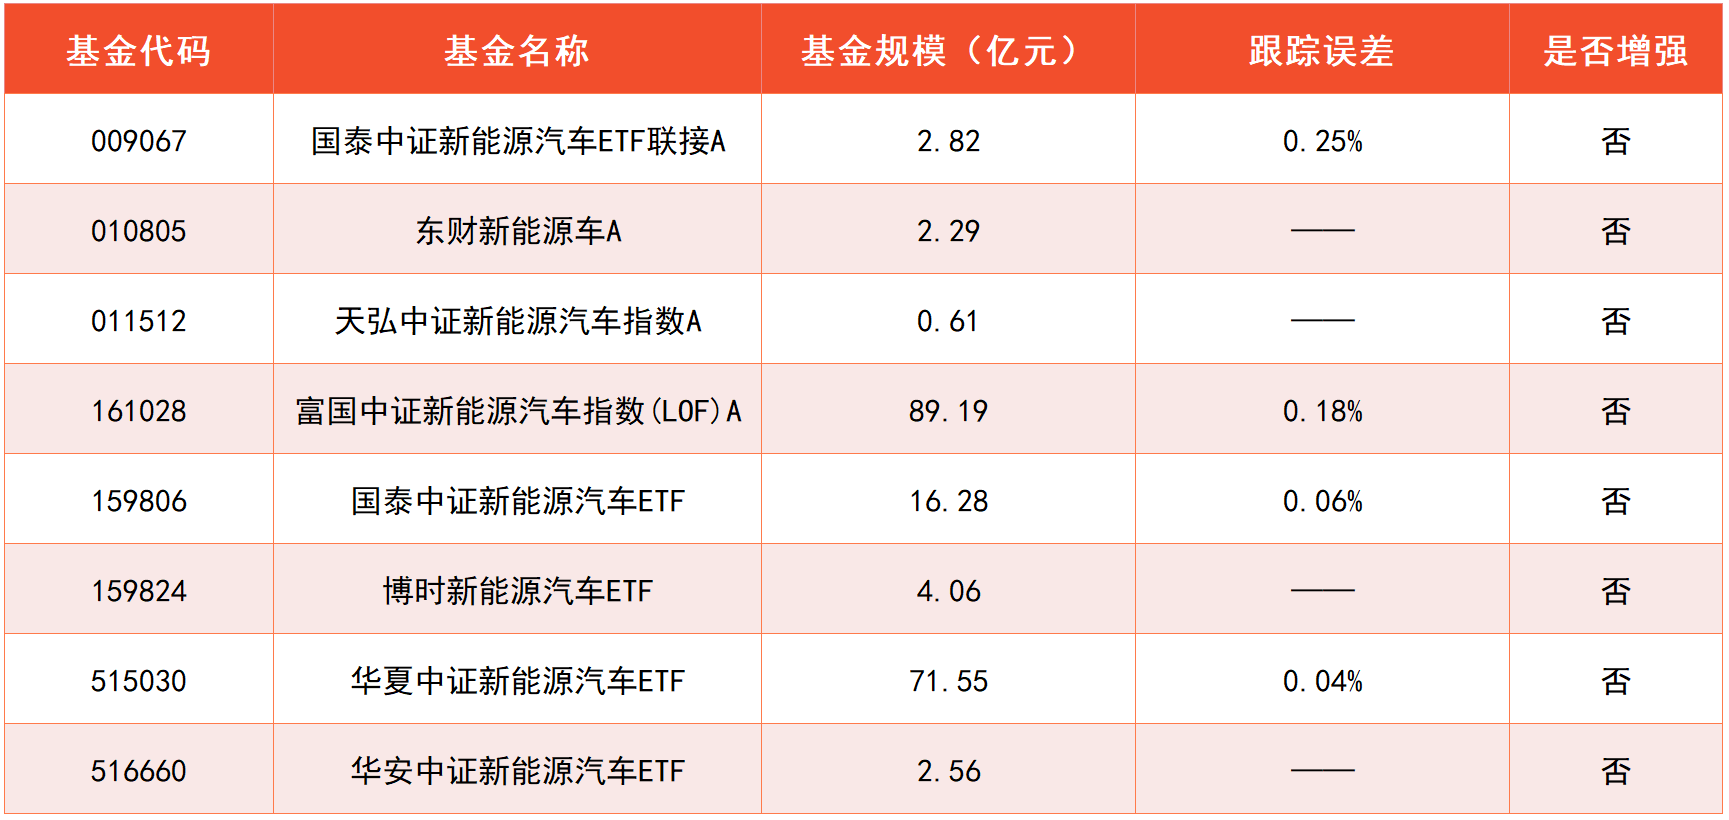 基金代码 基金名称 基金规模（亿元） 跟踪误差 是否增强
009067 国泰中证新能源汽车ETF联接A 2.82 0.25% 否
010805 东财新能源车A 2.29 —— 否
011512 天弘中证新能源汽车指数A 0.61 —— 否
161028 富国中证新能源汽车指数(LOF)A 89.19 0.18% 否
159806 国泰中证新能源汽车ETF 16.28 0.06% 否
159824 博时新能源汽车ETF 4.06 —— 否
515030 华夏中证新能源汽车ETF 71.55 0.04% 否
516660 华安中证新能源汽车ETF 2.56 —— 否